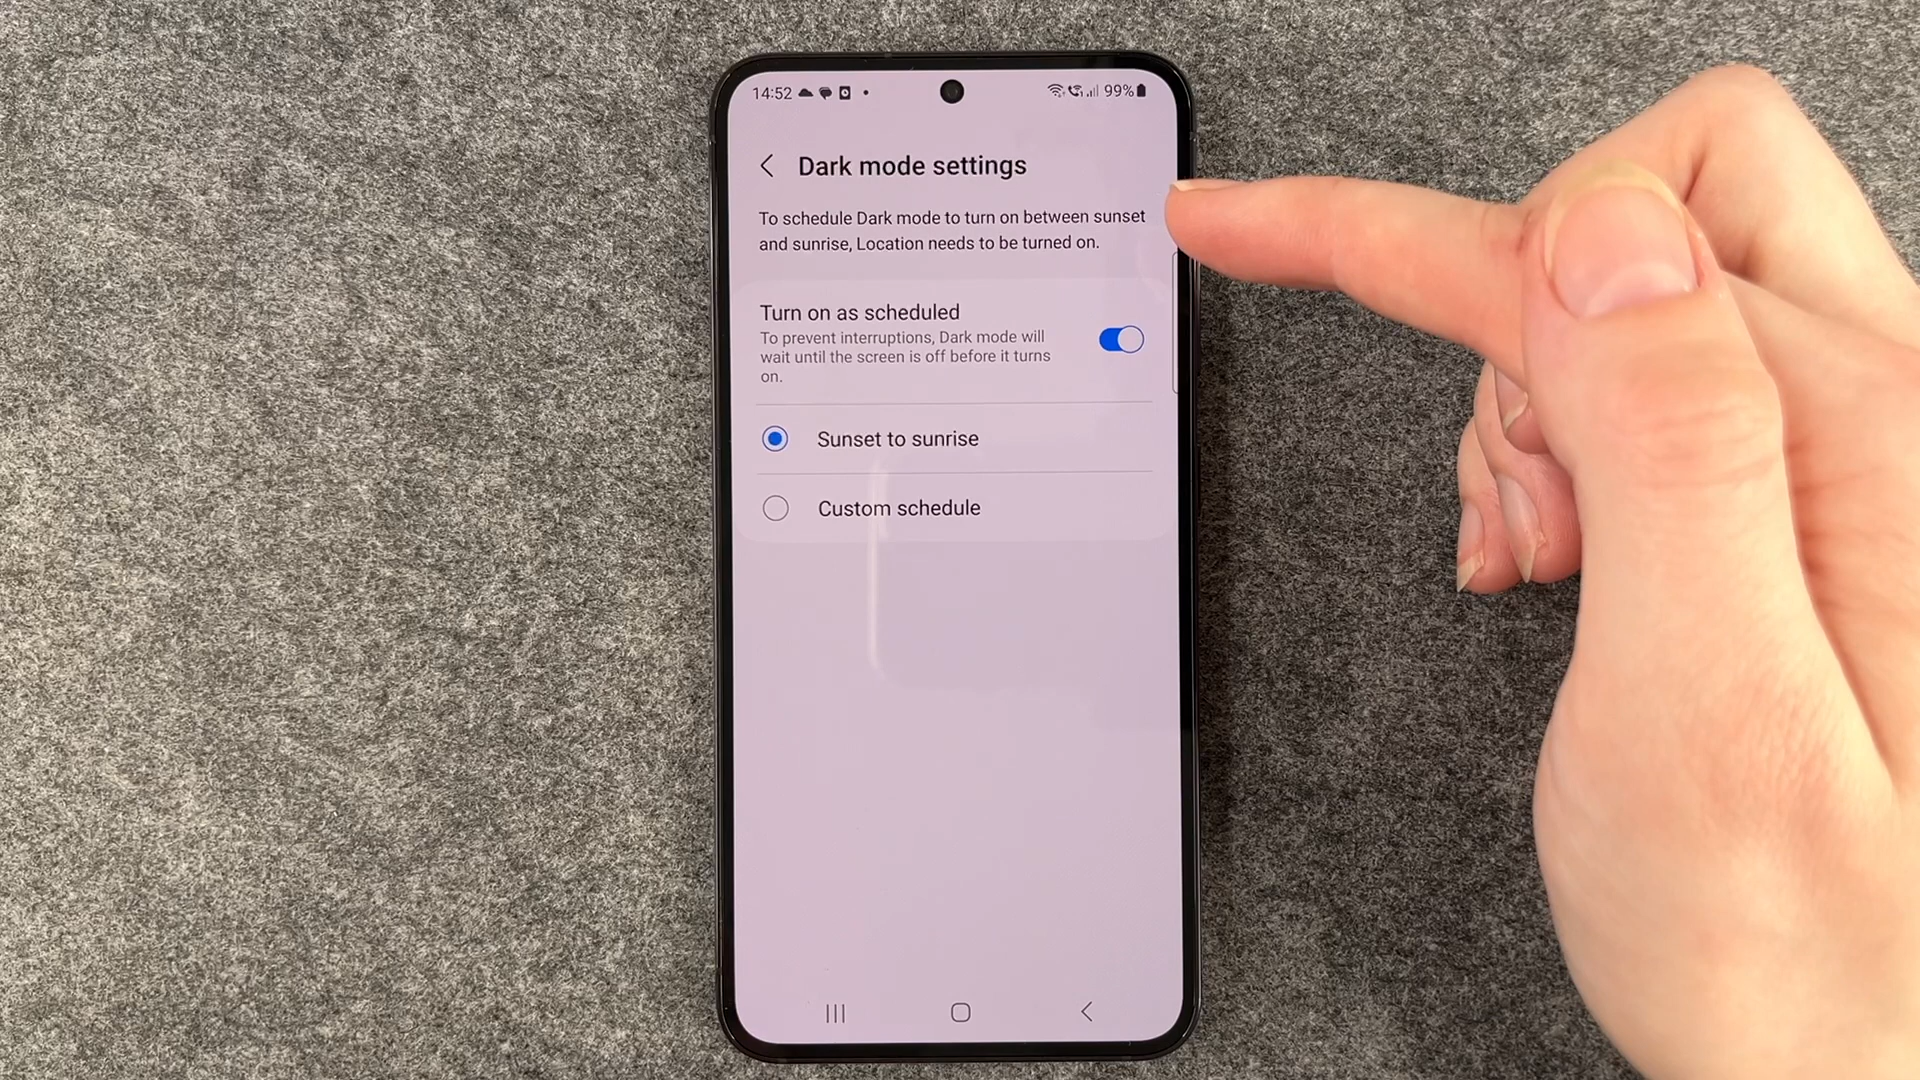 14:52
99%
Dark mode settings
To schedule Dark mode to turn on between sunset
and sunrise, Location needs to be turned on.
Turn on as scheduled
To prevent interruptions, Dark mode will
wait until the screen is off before it turns
on.
Sunset to sunrise
Custom schedule